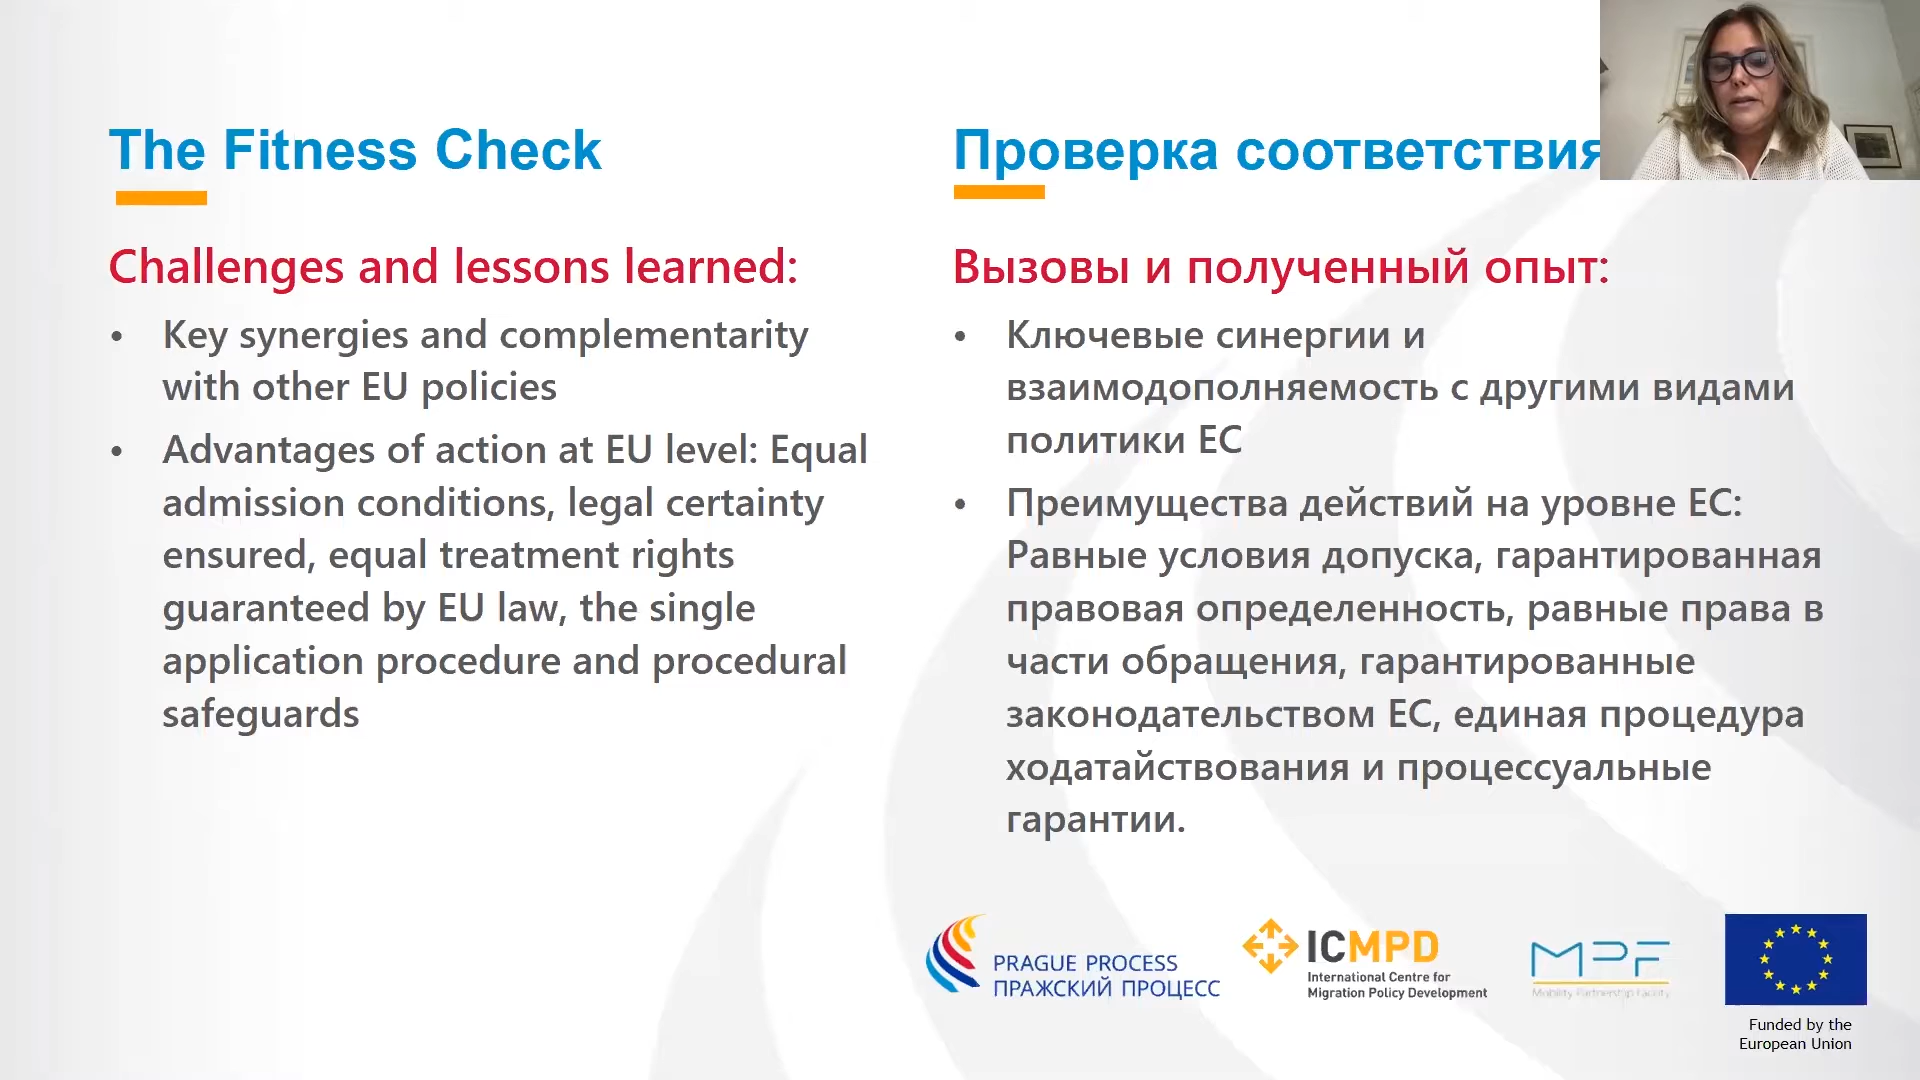 The Fitness Check
Challenges and lessons learned:
• Key synergies and complementarity
with other EU policies
• Advantages of action at EU level: Equal
admission conditions, legal certainty
ensured, equal treatment rights
guaranteed by EU law, the single
application procedure and procedural
safeguards
Проверка соответствия
Вызовы и полученный опыт:
• Ключевые синергии и
взаимодополняемость с другими видами
политики ЕС
• Преимущества действий на уровне ЕС:
Равные условия допуска, гарантированная
правовая определенность, равные права в
части обращения, гарантированные
законодательством ЕС, единая процедура
ходатайствования и процессуальные
гарантии.
PRAGUE PROCESS
ПРАЖСКИЙ ПРОЦЕСС
ICMPD
International Centre for
Migration Policy Development
MPF
Mobility Partnership Facility
Funded by the
European Union